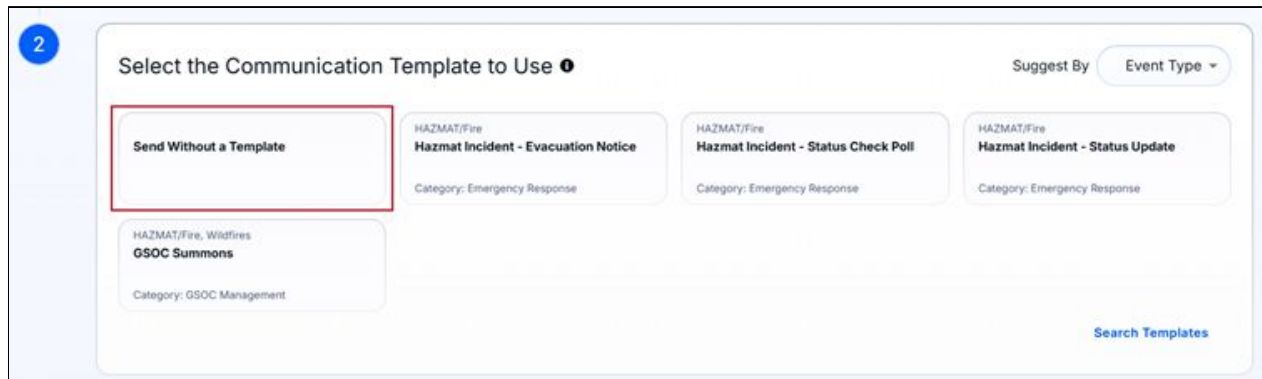 2
Select the Communication Template to Use
Suggest By Event Type
Send Without a Template
HAZMAT/Fire
Hazmat Incident - Evacuation Notice
Category: Emergency Response
HAZMAT/Fire
Hazmat Incident - Status Check Poll
Category: Emergency Response
HAZMAT/Fire
Hazmat Incident - Status Update
Category: Emergency Response
HAZMAT/Fire, Wildfires
GSOC Summons
Category: GSOC Management
Search Templates